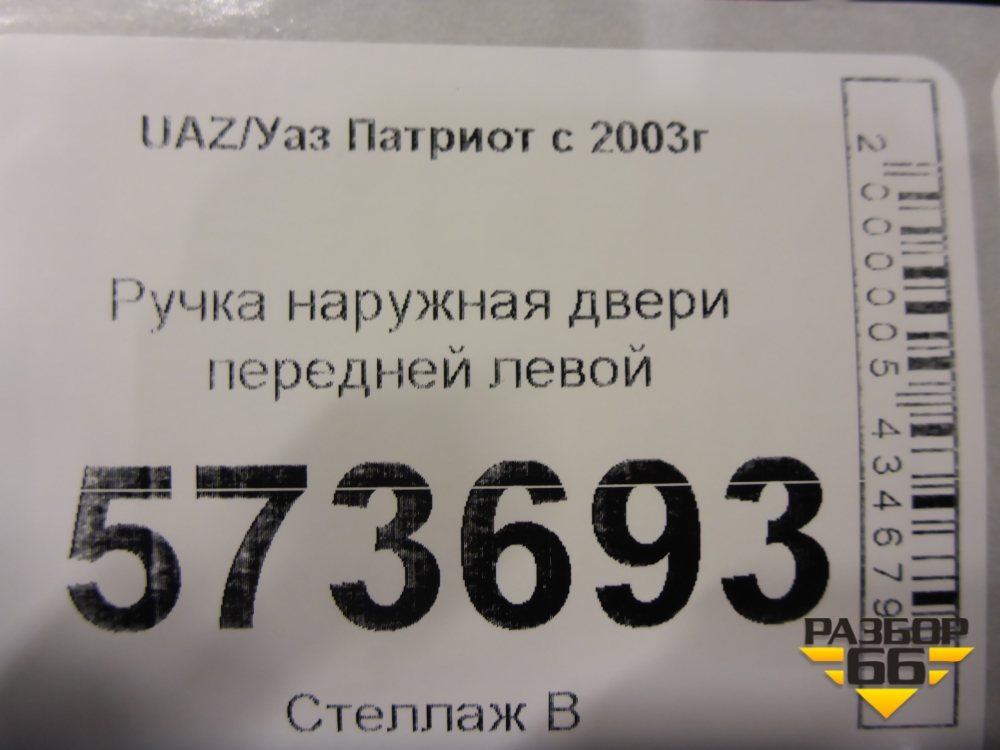 UAZ/Уаз Патриот с 2003г
Ручка наружная двери
передней левой
573693
Стеллаж В
2000005434679
РАЗБОР
66